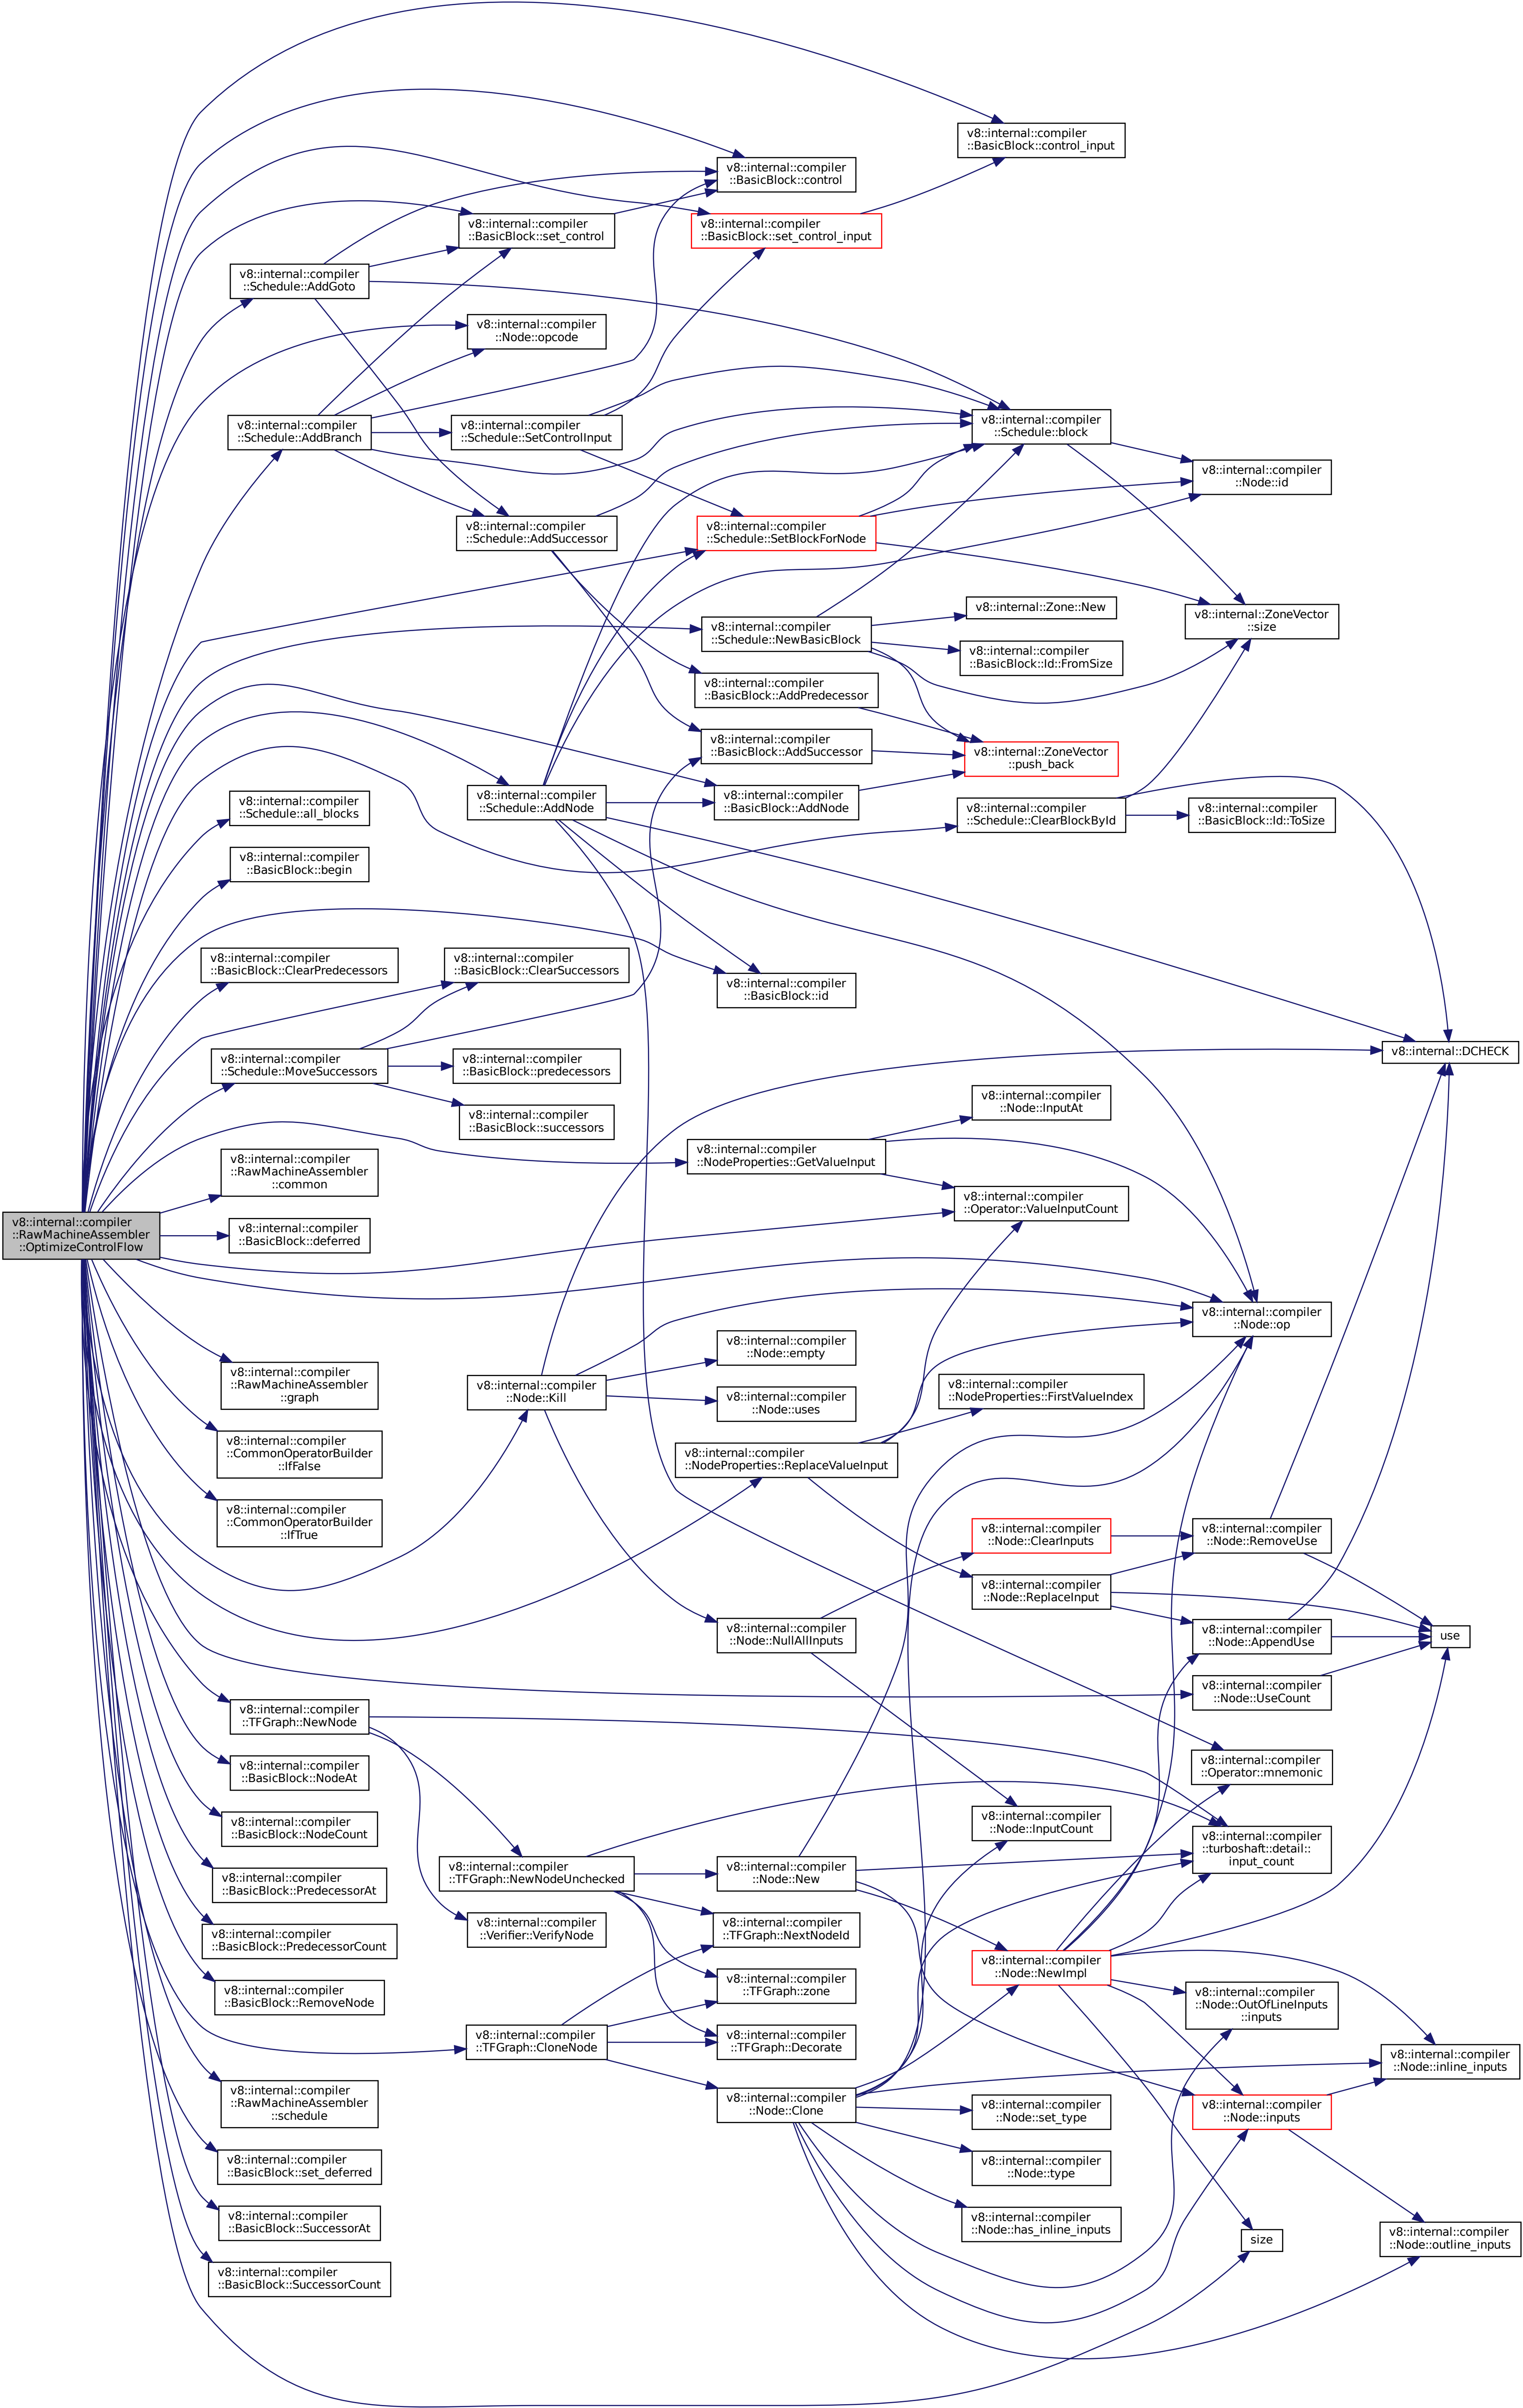 v8::internal::compiler
::BasicBlock::control_input
v8::internal::compiler
::BasicBlock::control
v8::internal::compiler
::BasicBlock::set_control
v8::internal::compiler
::BasicBlock::set_control_input
v8::internal::compiler
::Schedule::AddGoto
v8::internal::compiler
::Node::opcode
v8::internal::compiler
::Schedule::AddBranch
v8::internal::compiler
::Schedule::SetControlInput
v8::internal::compiler
::Schedule::block
v8::internal::compiler
::Node::id
v8::internal::compiler
::Schedule::AddSuccessor
v8::internal::compiler
::Schedule::SetBlockForNode
v8::internal::Zone::New
v8::internal::ZoneVector
::size
v8::internal::compiler
::Schedule::NewBasicBlock
v8::internal::compiler
::BasicBlock::Id::FromSize
v8::internal::compiler
::BasicBlock::AddPredecessor
v8::internal::compiler
::BasicBlock::AddSuccessor
v8::internal::ZoneVector
::push_back
v8::internal::compiler
::Schedule::AddNode
v8::internal::compiler
::BasicBlock::AddNode
v8::internal::compiler
::Schedule::all_blocks
v8::internal::compiler
::Schedule::ClearBlockById
v8::internal::compiler
::BasicBlock::Id::ToSize
v8::internal::compiler
::BasicBlock::begin
v8::internal::compiler
::BasicBlock::ClearPredecessors
v8::internal::compiler
::BasicBlock::ClearSuccessors
v8::internal::compiler
::BasicBlock::id
v8::internal::DCHECK
v8::internal::compiler
::Schedule::MoveSuccessors
v8::internal::compiler
::BasicBlock::predecessors
v8::internal::compiler
::BasicBlock::successors
v8::internal::compiler
::Node::InputAt
v8::internal::compiler
::NodeProperties::GetValueInput
v8::internal::compiler
::RawMachineAssembler
::common
v8::internal::compiler
::Operator::ValueInputCount
v8::internal::compiler
::RawMachineAssembler
::OptimizeControlFlow
v8::internal::compiler
::BasicBlock::deferred
v8::internal::compiler
::Node::op
v8::internal::compiler
::Node::empty
v8::internal::compiler
::RawMachineAssembler
::graph
v8::internal::compiler
::Node::Kill
v8::internal::compiler
::Node::uses
v8::internal::compiler
::NodeProperties::FirstValueIndex
v8::internal::compiler
::CommonOperatorBuilder
::IfFalse
v8::internal::compiler
::NodeProperties::ReplaceValueInput
v8::internal::compiler
::CommonOperatorBuilder
::IfTrue
v8::internal::compiler
::Node::ClearInputs
v8::internal::compiler
::Node::RemoveUse
v8::internal::compiler
::Node::ReplaceInput
v8::internal::compiler
::Node::NullAllInputs
v8::internal::compiler
::Node::AppendUse
use
v8::internal::compiler
::Node::UseCount
v8::internal::compiler
::TFGraph::NewNode
v8::internal::compiler
::BasicBlock::NodeAt
v8::internal::compiler
::Operator::mnemonic
v8::internal::compiler
::BasicBlock::NodeCount
v8::internal::compiler
::Node::InputCount
v8::internal::compiler
::turboshaft::detail::
input_count
v8::internal::compiler
::BasicBlock::PredecessorAt
v8::internal::compiler
::TFGraph::NewNodeUnchecked
v8::internal::compiler
::Node::New
v8::internal::compiler
::BasicBlock::PredecessorCount
v8::internal::compiler
::Verifier::VerifyNode
v8::internal::compiler
::TFGraph::NextNodeId
v8::internal::compiler
::Node::NewImpl
v8::internal::compiler
::BasicBlock::RemoveNode
v8::internal::compiler
::TFGraph::zone
v8::internal::compiler
::Node::OutOfLineInputs
::inputs
v8::internal::compiler
::TFGraph::CloneNode
v8::internal::compiler
::TFGraph::Decorate
v8::internal::compiler
::Node::inline_inputs
v8::internal::compiler
::RawMachineAssembler
::schedule
v8::internal::compiler
::Node::Clone
v8::internal::compiler
::Node::set_type
v8::internal::compiler
::Node::inputs
v8::internal::compiler
::BasicBlock::set_deferred
v8::internal::compiler
::Node::type
v8::internal::compiler
::BasicBlock::SuccessorAt
v8::internal::compiler
::Node::has_inline_inputs
size
v8::internal::compiler
::Node::outline_inputs
v8::internal::compiler
::BasicBlock::SuccessorCount